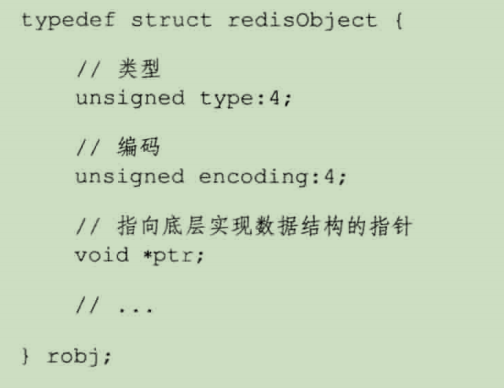 typedef struct redisObject {
// 类型
unsigned type:4;
// 编码
unsigned encoding:4;
// 指向底层实现数据结构的指针
void *ptr;
// ...
} robj;